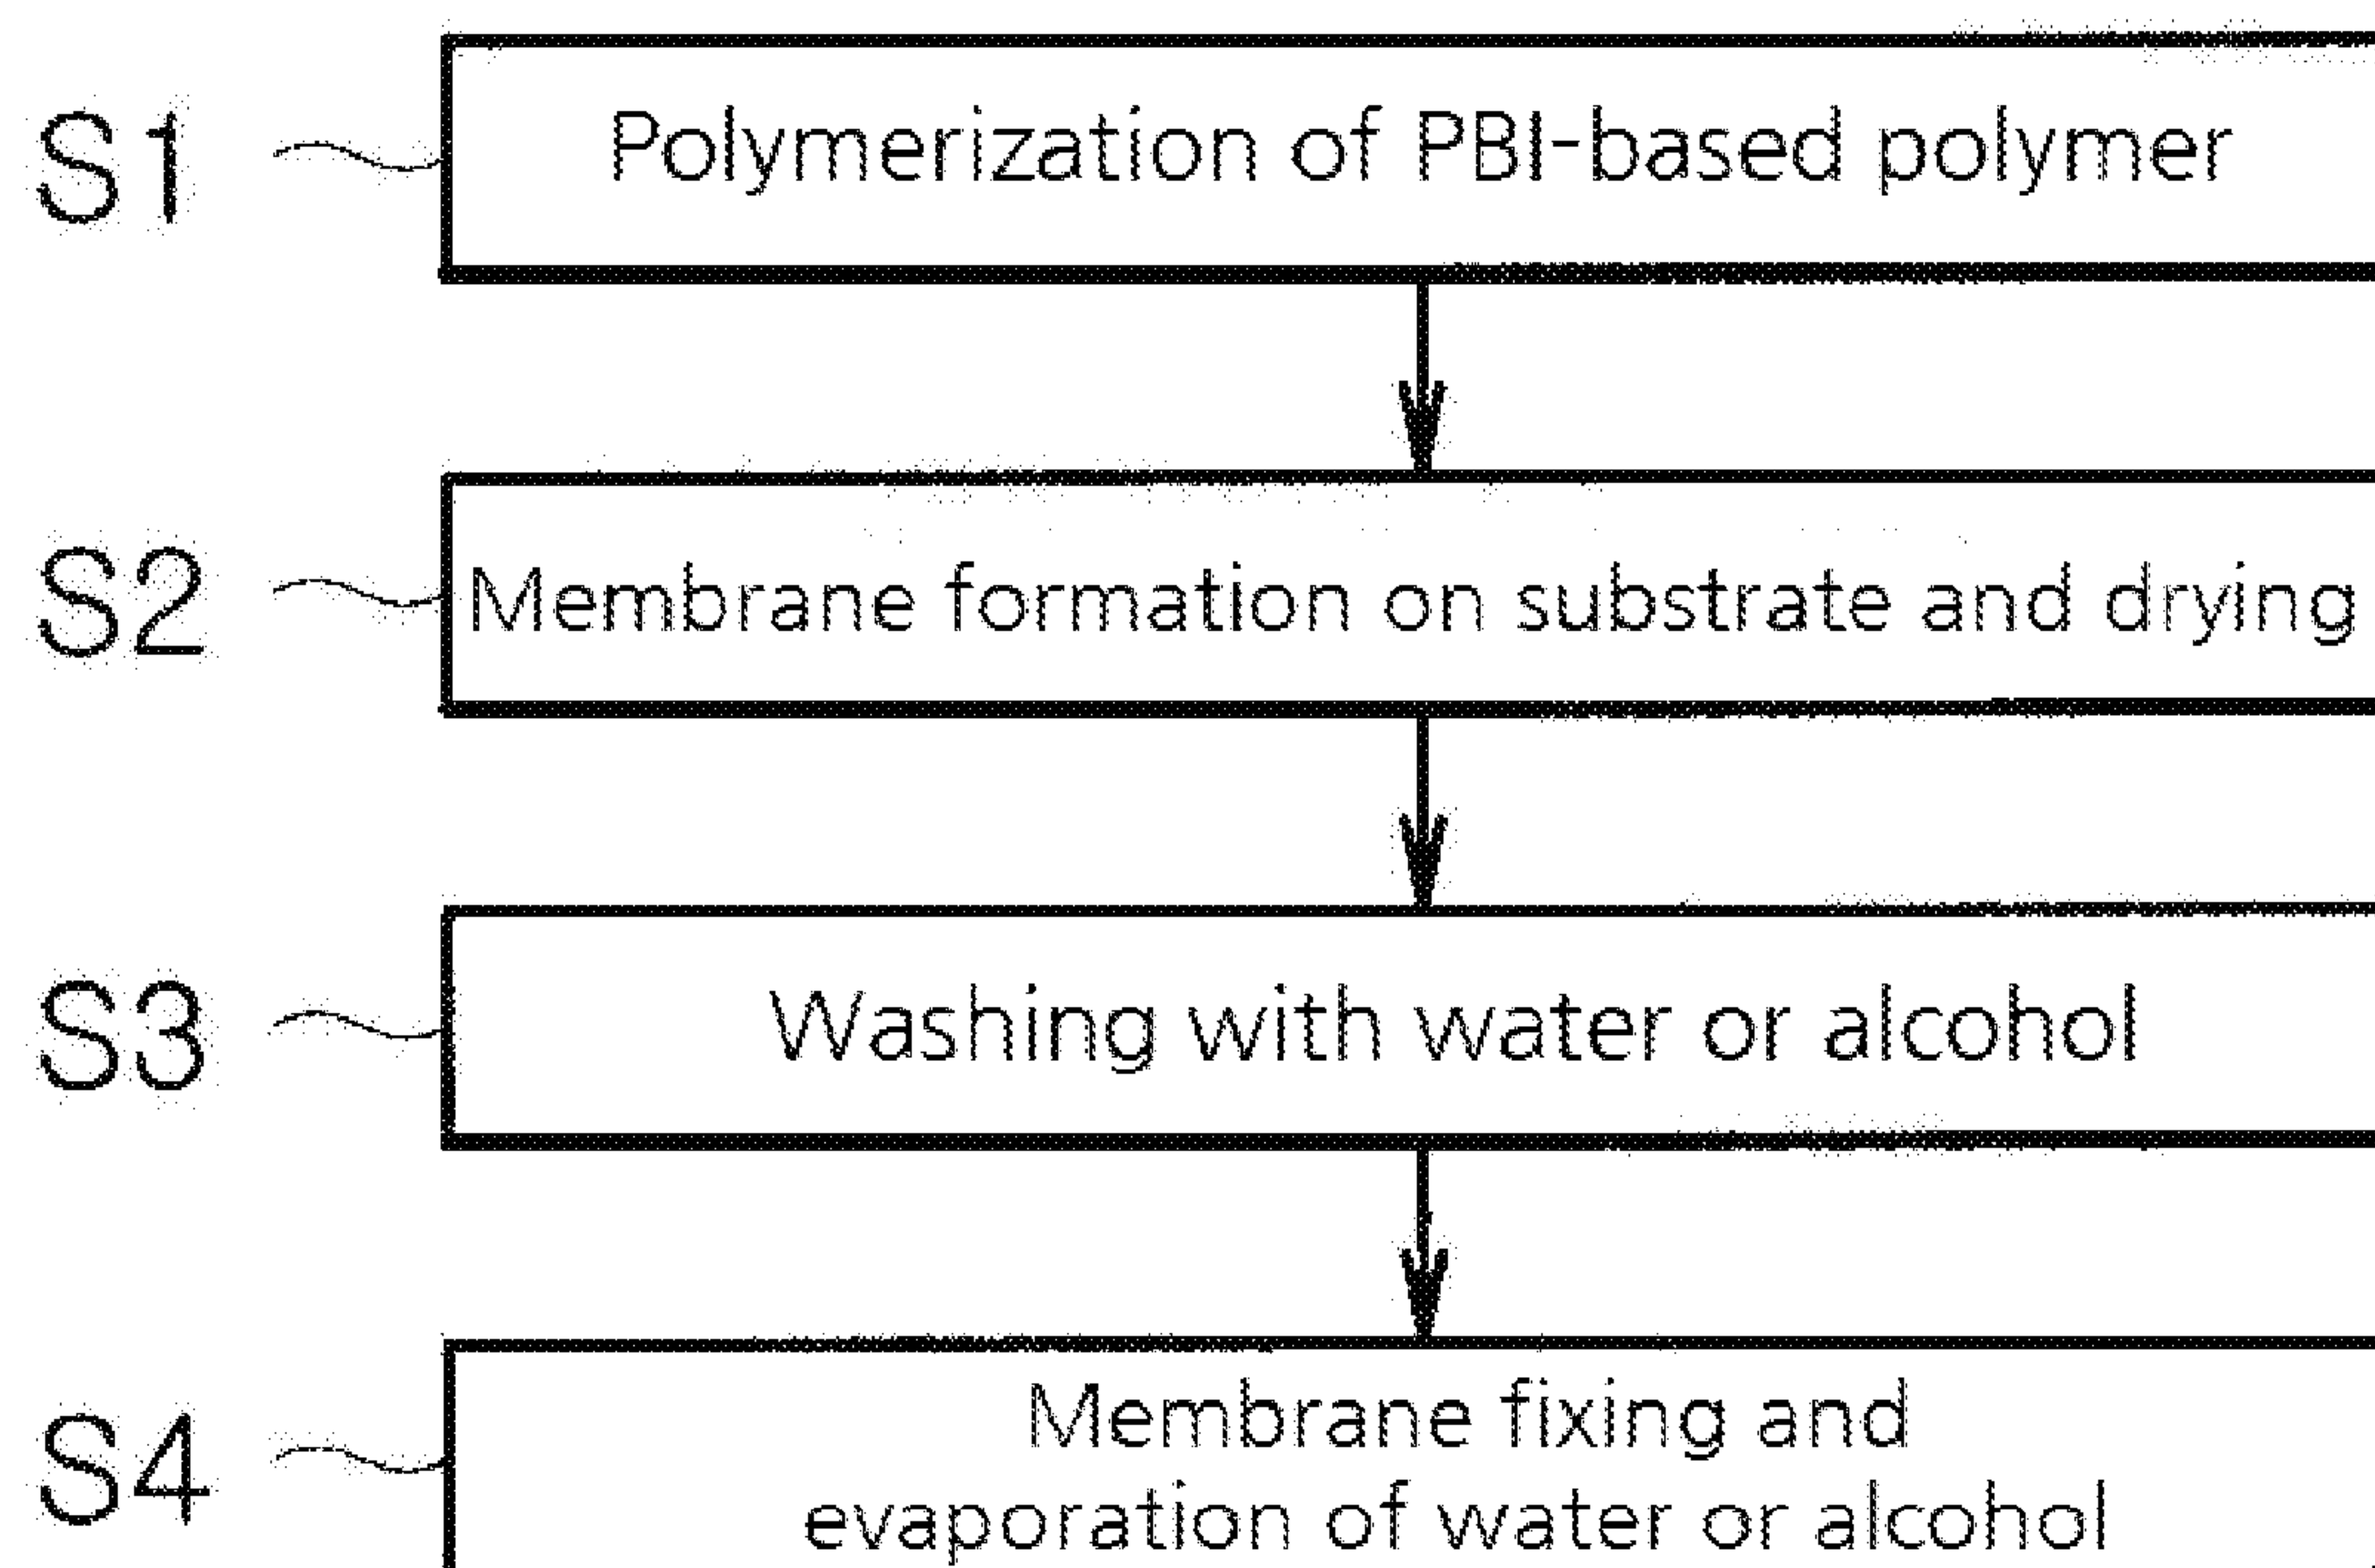 S1
Polymerization of PBI-based polymer
S2
Membrane formation on substrate and drying
S3
Washing with water or alcohol
S4
Membrane fixing and
evaporation of water or alcohol